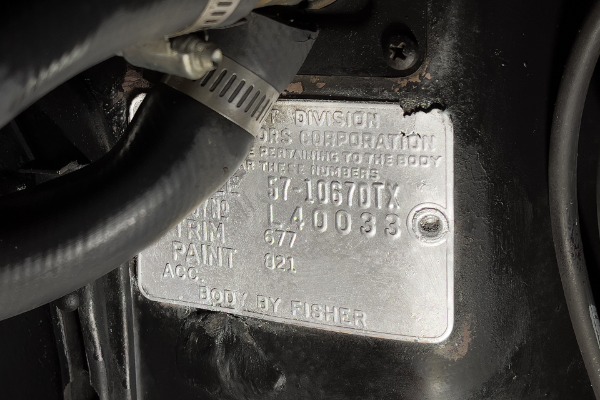 DIVISION
ORS CORPORATION
PERTAINING TO THE BODY
THESE NUMBERS
57-1067DTX
L40033
TRIM 677
PAINT 821
ACC.
BODY BY FISHER